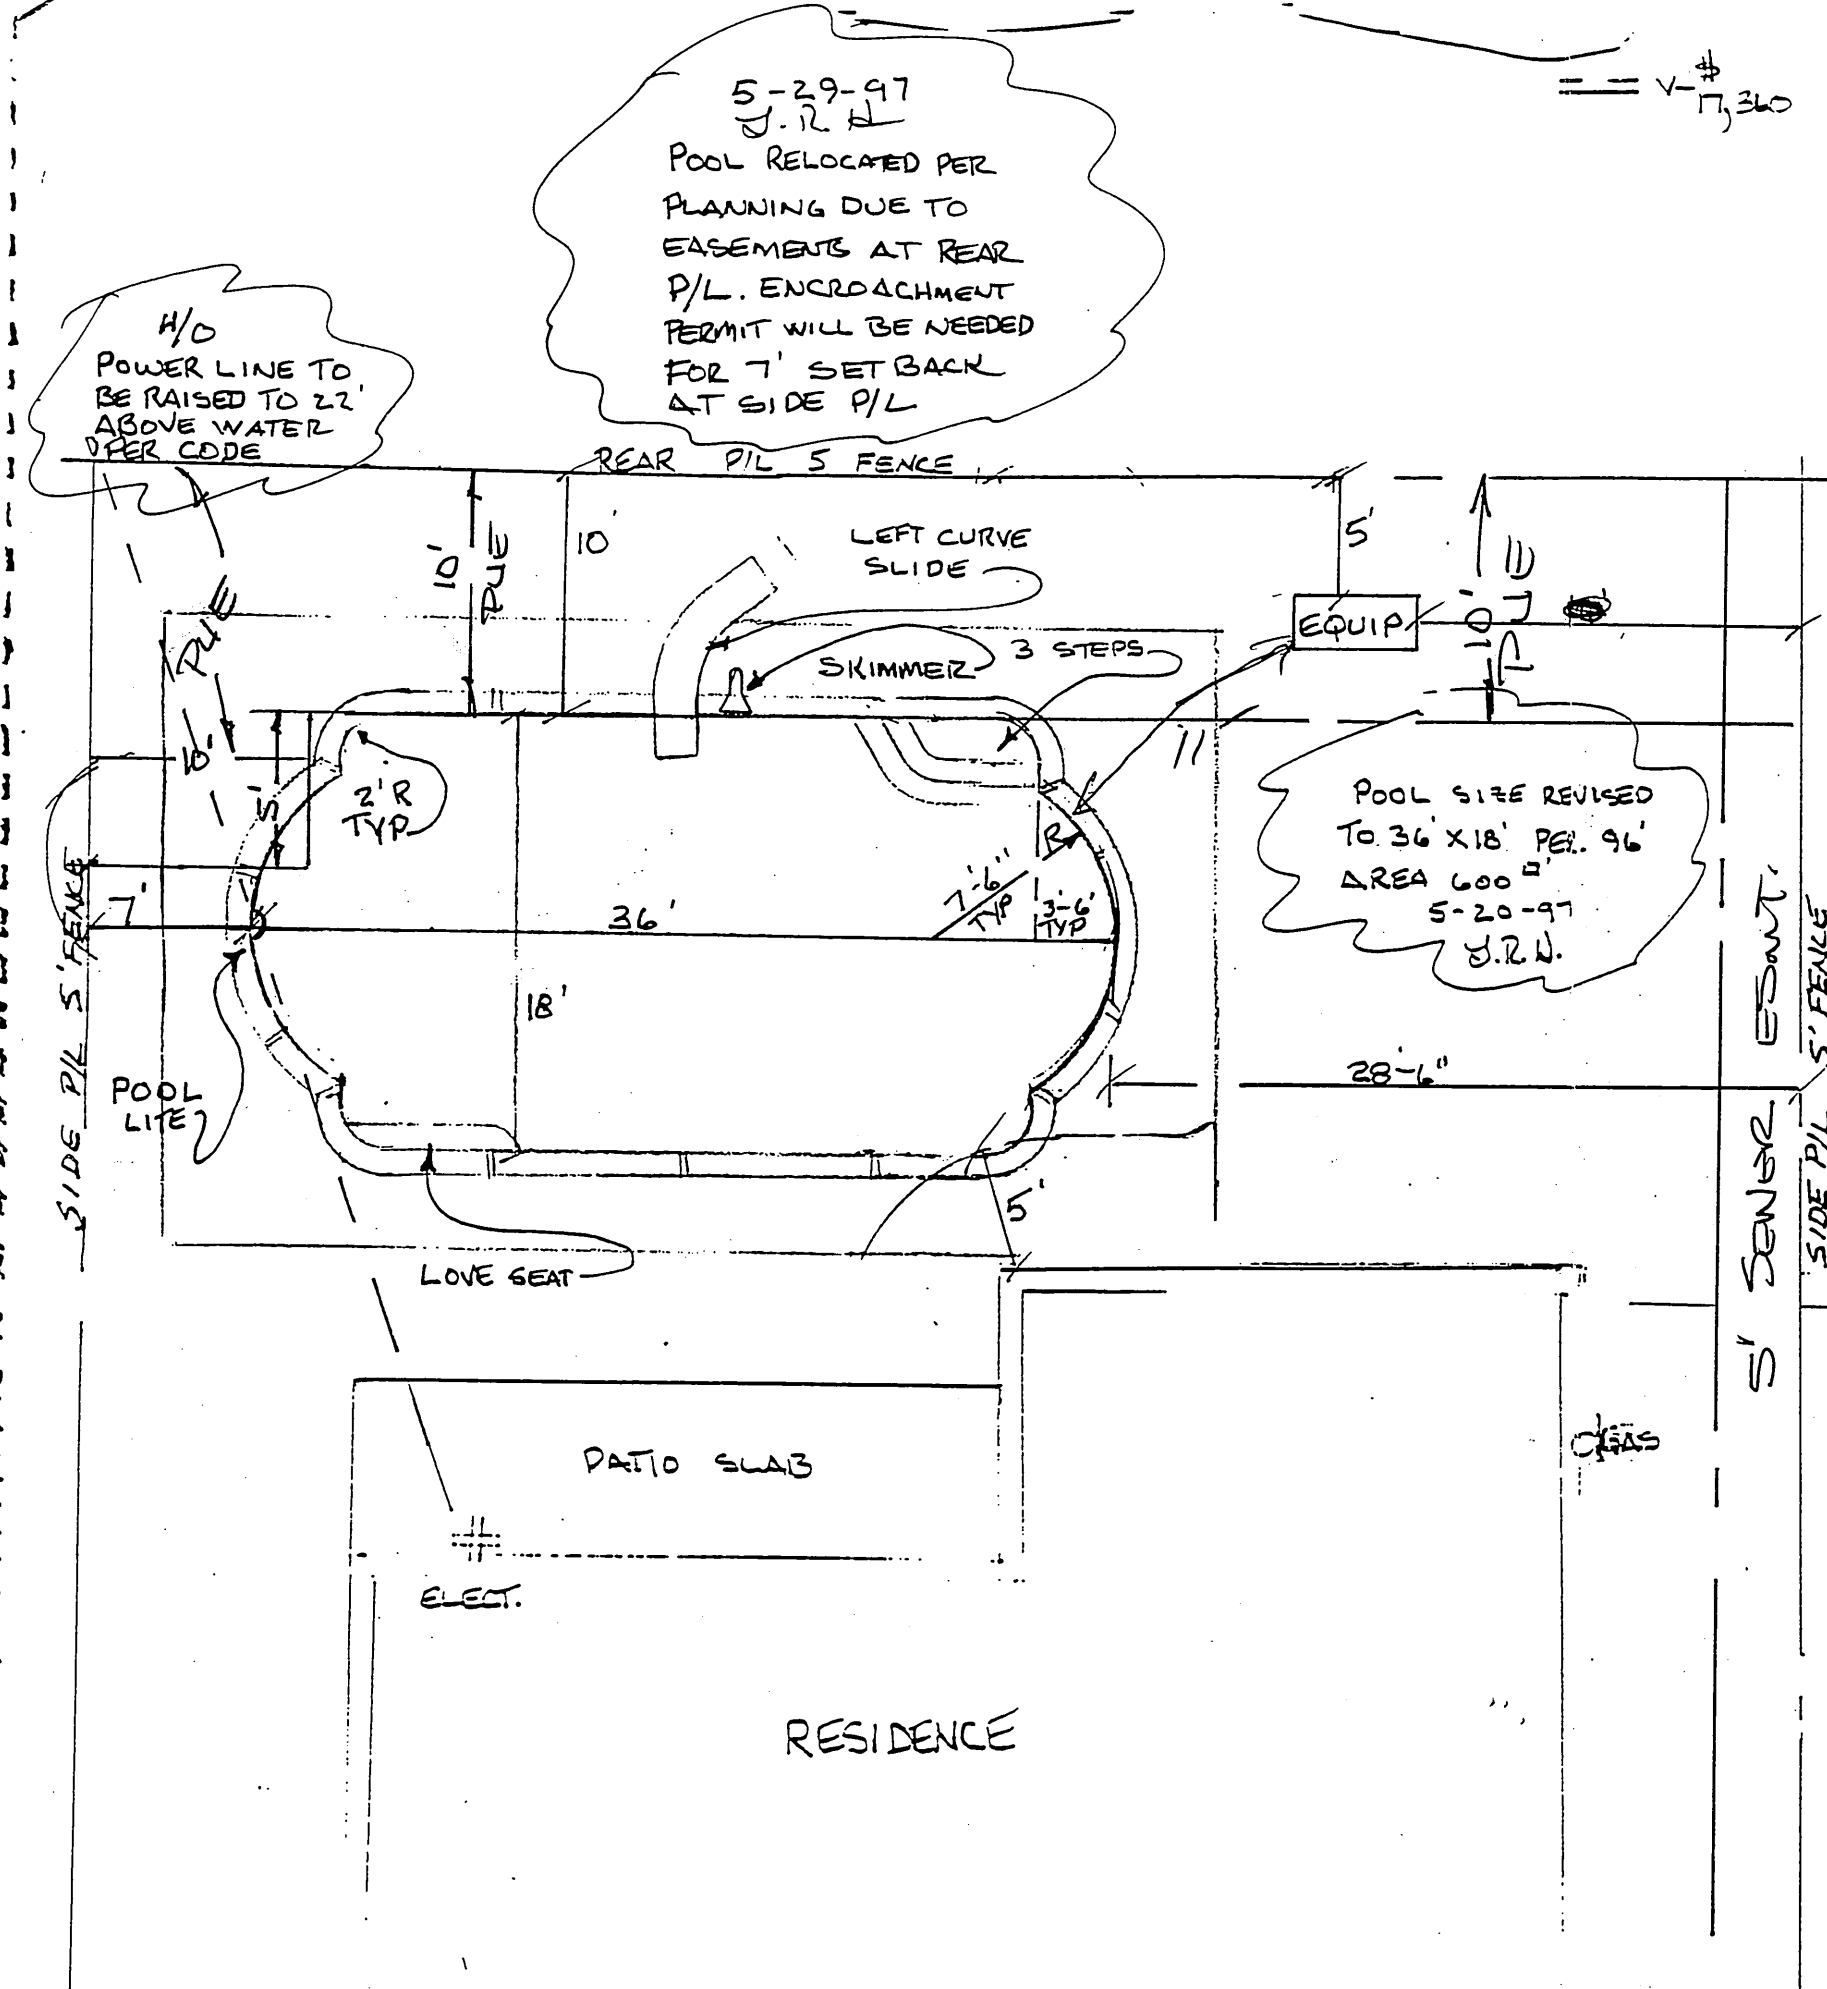 V-$
17,360
5-29-97
J.R.H
POOL RELOCATED PER
PLANNING DUE TO
EASEMENTS AT REAR
P/L. ENCROACHMENT
PERMIT WILL BE NEEDED
FOR 7' SETBACK
AT SIDE P/L
H/O
POWER LINE TO
BE RAISED TO 22'
ABOVE WATER
PER CODE
REAR P/L 5 FENCE
10'
PUE
10'
LEFT CURVE
SLIDE
5'
10'
PUE
EQUIP
PUE
10'
SKIMMER
3 STEPS
11
5'
2'R
TYP
POOL SIZE REVISED
TO 36' X 18' PER. 96'
AREA 600 □'
5-20-97
J.R.H.
R
7'-6"
TYP
3'-6'
TYP
7'
36'
18'
SIDE P/L 5' FENCE
POOL
LITE
28'-6"
5' SEWER ESMT.
SIDE P/L 5' FENCE
5'
LOVE SEAT
PATIO SLAB
GAS
ELECT.
RESIDENCE